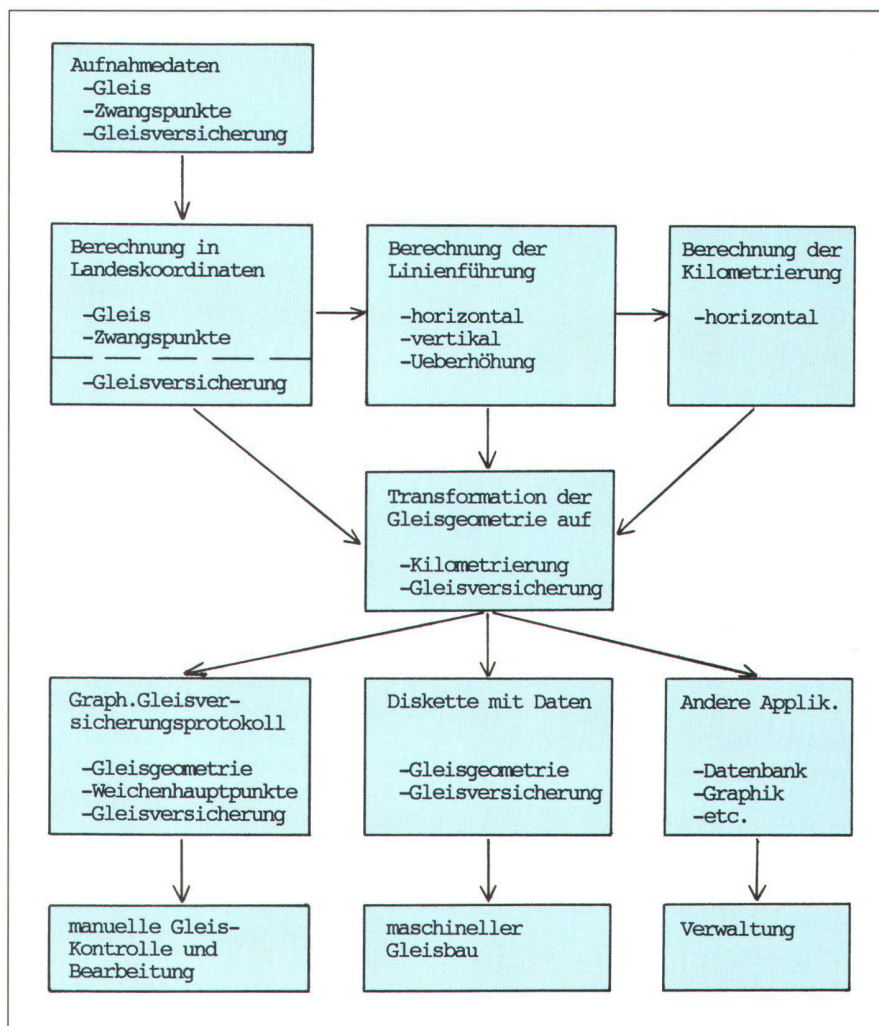 Aufnahmedaten
-Gleis
-Zwangspunkte
-Gleisversicherung
Berechnung in
Landeskoordinaten
-Gleis
-Zwangspunkte
-Gleisversicherung
Berechnung der
Linienführung
-horizontal
-vertikal
-Ueberhöhung
Berechnung der
Kilometrierung
-horizontal
Transformation der
Gleisgeometrie auf
-Kilometrierung
-Gleisversicherung
Graph.Gleisver-
sicherungsprotokoll
-Gleisgeometrie
-Weichenhauptpunkte
-Gleisversicherung
Diskette mit Daten
-Gleisgeometrie
-Gleisversicherung
Andere Applik.
-Datenbank
-Graphik
-etc.
manuelle Gleis-
Kontrolle und
Bearbeitung
maschineller
Gleisbau
Verwaltung